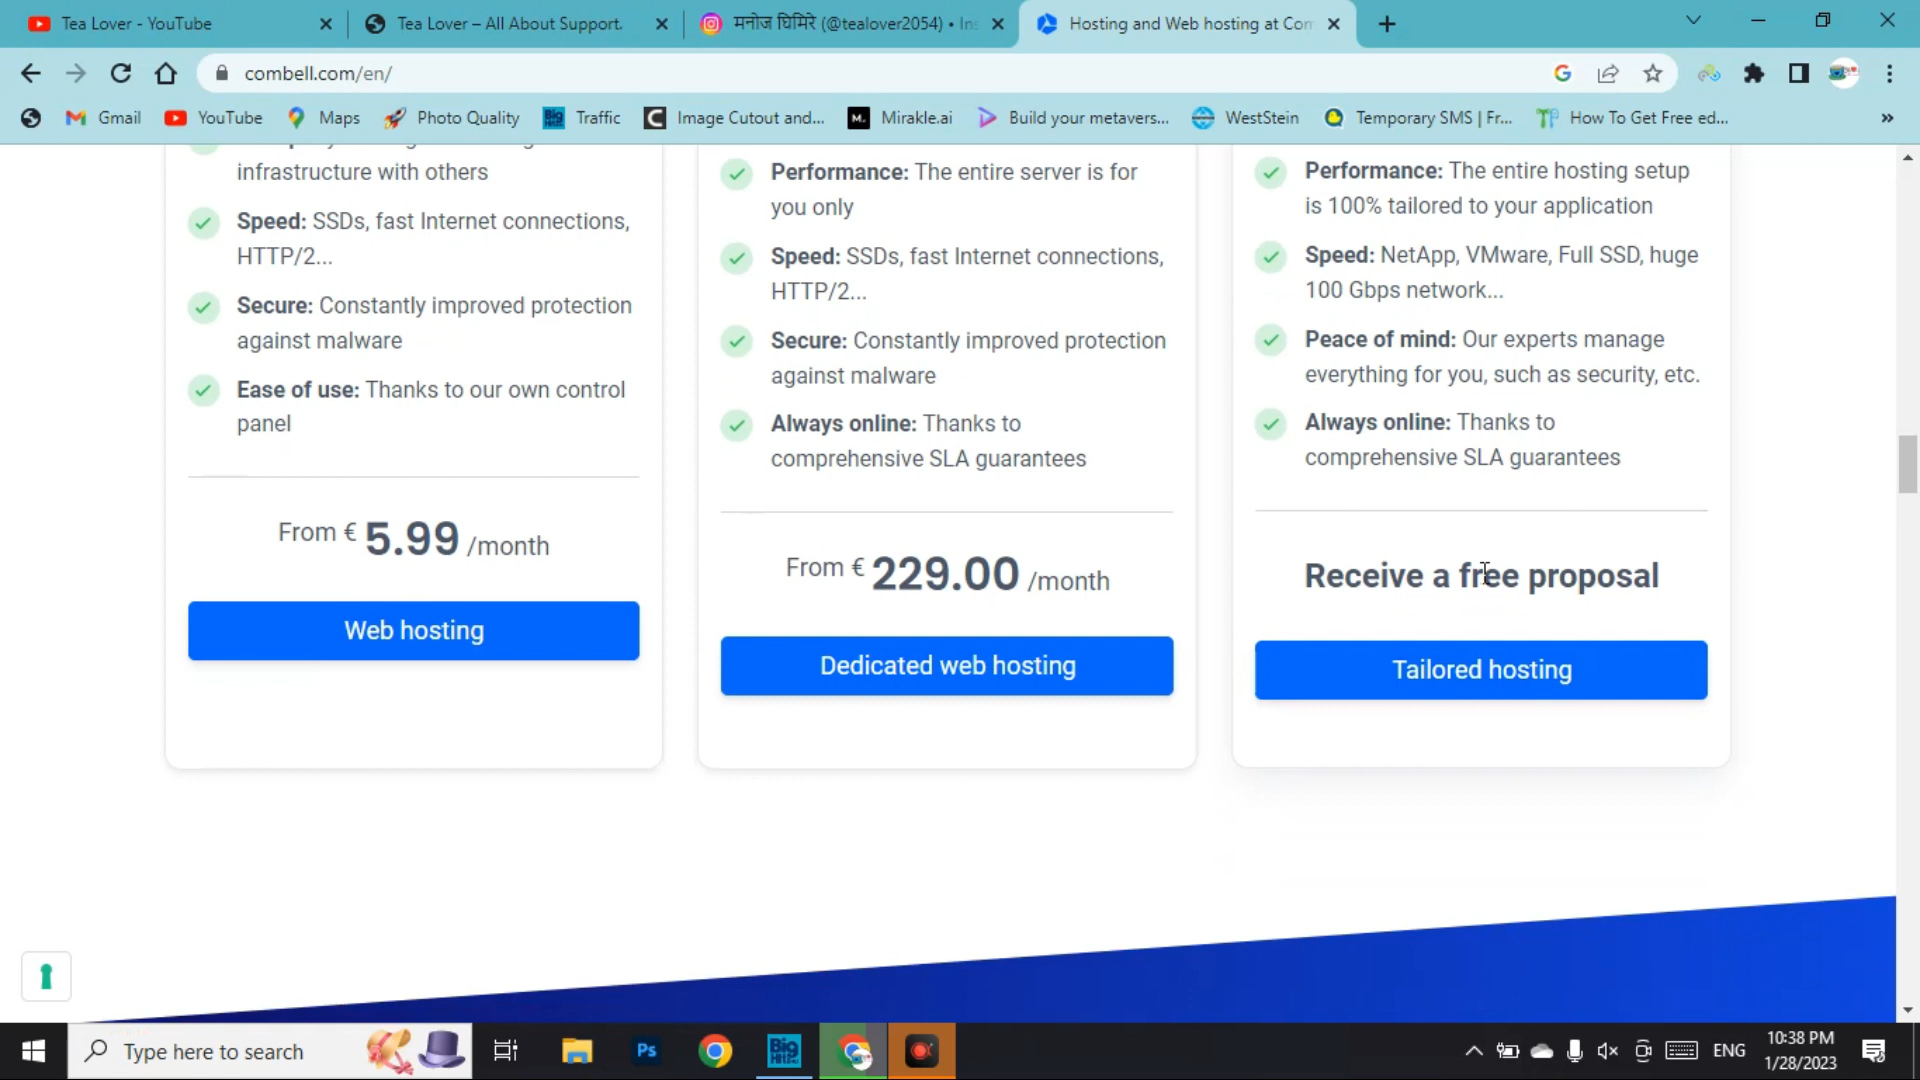 Tea Lover - YouTube
Tea Lover – All About Support.
मनोज घिमिरे (@tealover2054) • Ins
Hosting and Web hosting at Com
combell.com/en/
Gmail
YouTube
Maps
Photo Quality
Traffic
Image Cutout and...
Mirakle.ai
Build your metavers...
WestStein
Temporary SMS | Fr...
How To Get Free ed...
infrastructure with others
Speed: SSDs, fast Internet connections,
HTTP/2...
Secure: Constantly improved protection
against malware
Ease of use: Thanks to our own control
panel
From € 5.99 /month
Web hosting
Performance: The entire server is for
you only
Speed: SSDs, fast Internet connections,
HTTP/2...
Secure: Constantly improved protection
against malware
Always online: Thanks to
comprehensive SLA guarantees
From € 229.00 /month
Dedicated web hosting
Performance: The entire hosting setup
is 100% tailored to your application
Speed: NetApp, VMware, Full SSD, huge
100 Gbps network...
Peace of mind: Our experts manage
everything for you, such as security, etc.
Always online: Thanks to
comprehensive SLA guarantees
Receive a free proposal
Tailored hosting
Type here to search
Ps
ENG
10:38 PM
1/28/2023